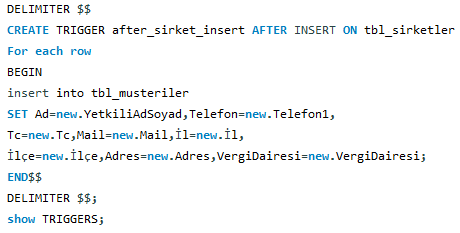 DELIMITER $$
CREATE TRIGGER after_sirket_insert AFTER INSERT ON tbl_sirketler
For each row
BEGIN
insert into tbl_musteriler
SET Ad=new.YetkiliAdSoyad,Telefon=new.Telefon1,
Tc=new.Tc,Mail=new.Mail,İl=new.İl,
İlçe=new.İlçe,Adres=new.Adres,VergiDairesi=new.VergiDairesi;
END$$
DELIMITER $$;
show TRIGGERS;